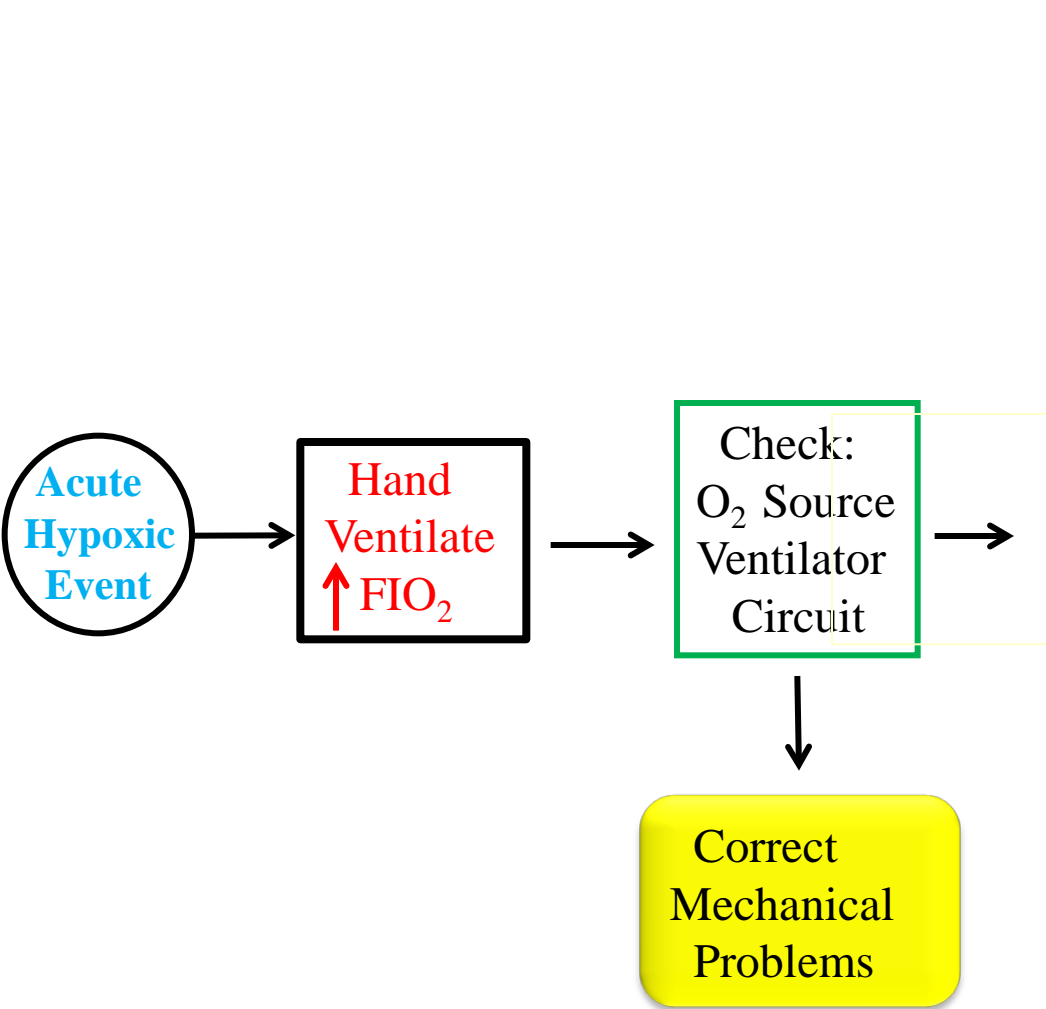 Acute
Hypoxic
Event
Hand
Ventilate
FIO₂
Check:
O₂ Source
Ventilator
Circuit
Correct
Mechanical
Problems